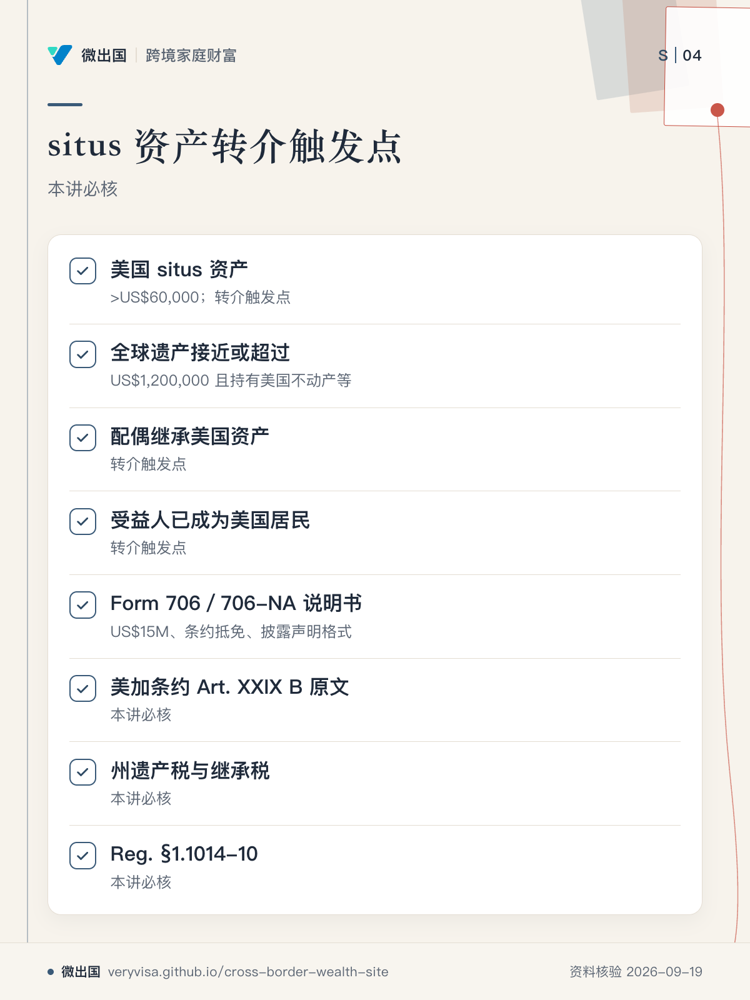 微出国 | 跨境家庭财富
S | 04
situs 资产转介触发点
本讲必核
美国 situs 资产
>US$60,000；转介触发点
全球遗产接近或超过
US$1,200,000 且持有美国不动产等
配偶继承美国资产
转介触发点
受益人已成为美国居民
转介触发点
Form 706 / 706-NA 说明书
US$15M、条约抵免、披露声明格式
美加条约 Art. XXIX B 原文
本讲必核
州遗产税与继承税
本讲必核
Reg. §1.1014-10
本讲必核
微出国 veryvisa.github.io/cross-border-wealth-site
资料核验 2026-09-19